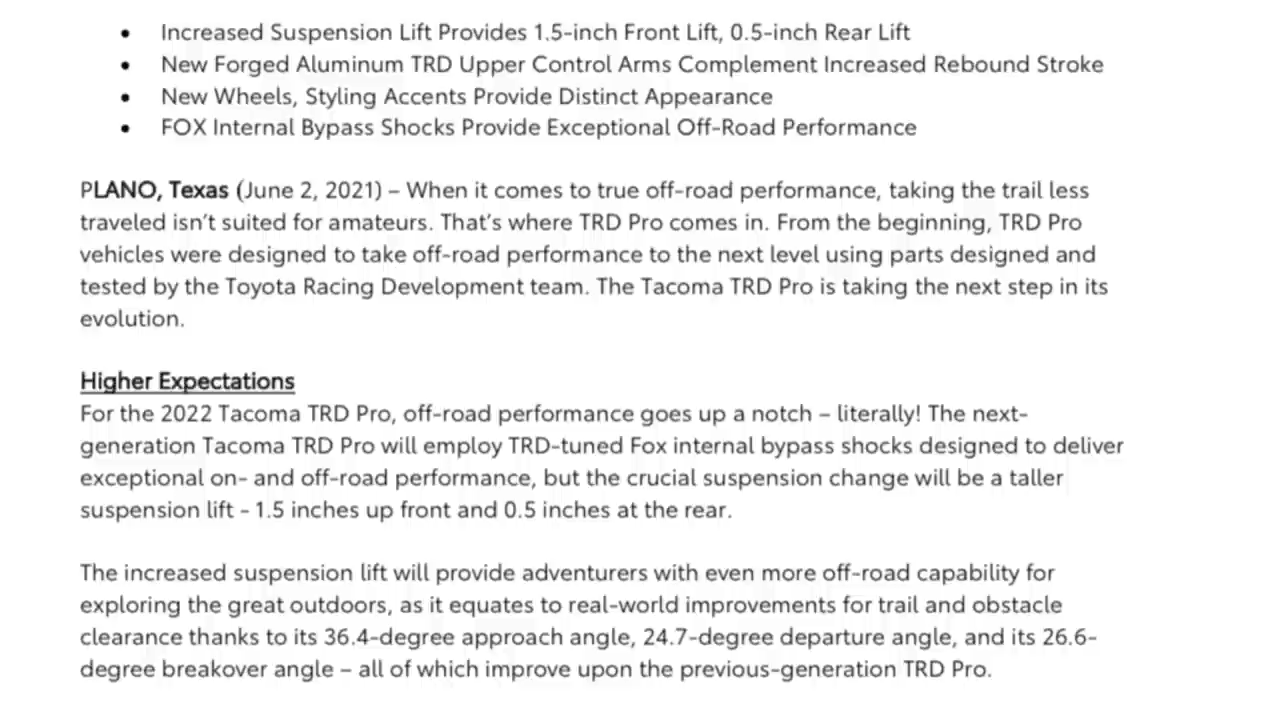 • Increased Suspension Lift Provides 1.5-inch Front Lift, 0.5-inch Rear Lift
• New Forged Aluminum TRD Upper Control Arms Complement Increased Rebound Stroke
• New Wheels, Styling Accents Provide Distinct Appearance
• FOX Internal Bypass Shocks Provide Exceptional Off-Road Performance
PLANO, Texas (June 2, 2021) – When it comes to true off-road performance, taking the trail less
traveled isn’t suited for amateurs. That’s where TRD Pro comes in. From the beginning, TRD Pro
vehicles were designed to take off-road performance to the next level using parts designed and
tested by the Toyota Racing Development team. The Tacoma TRD Pro is taking the next step in its
evolution.
Higher Expectations
For the 2022 Tacoma TRD Pro, off-road performance goes up a notch – literally! The next-
generation Tacoma TRD Pro will employ TRD-tuned Fox internal bypass shocks designed to deliver
exceptional on- and off-road performance, but the crucial suspension change will be a taller
suspension lift - 1.5 inches up front and 0.5 inches at the rear.
The increased suspension lift will provide adventurers with even more off-road capability for
exploring the great outdoors, as it equates to real-world improvements for trail and obstacle
clearance thanks to its 36.4-degree approach angle, 24.7-degree departure angle, and its 26.6-
degree breakover angle – all of which improve upon the previous-generation TRD Pro.